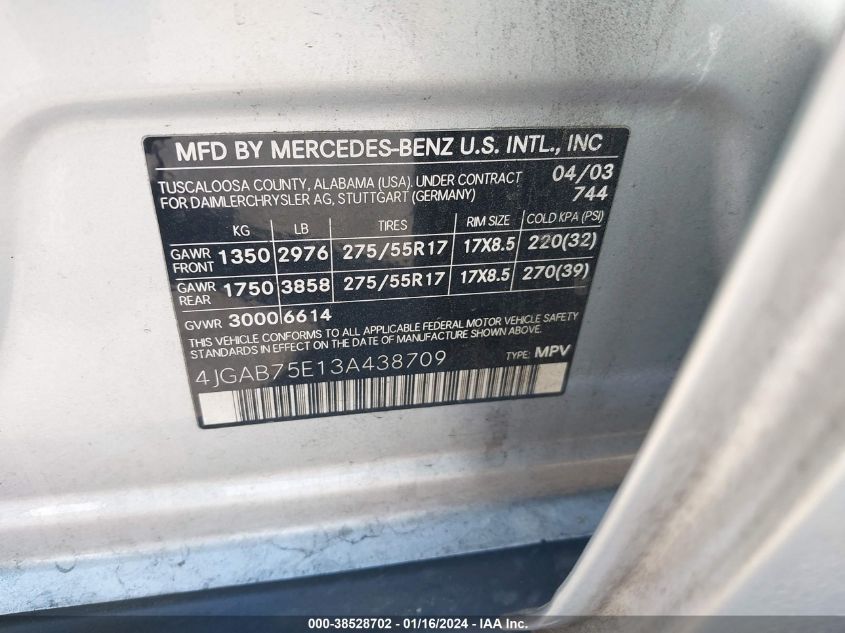 MFD BY MERCEDES-BENZ U.S. INTL., INC
TUSCALOOSA COUNTY, ALABAMA (USA). UNDER CONTRACT 04/03
FOR DAIMLERCHRYSLER AG, STUTTGART (GERMANY) 744
KG LB TIRES RIM SIZE COLD KPA (PSI)
GAWR FRONT 1350 2976 275/55R17 17X8.5 220(32)
GAWR REAR 1750 3858 275/55R17 17X8.5 270(39)
GVWR 3000 6614
THIS VEHICLE CONFORMS TO ALL APPLICABLE FEDERAL MOTOR VEHICLE SAFETY
STANDARDS IN EFFECT ON THE DATE OF MANUFACTURE SHOWN ABOVE.
4JGAB75E13A438709 TYPE: MPV
000-38528702 - 01/16/2024 - IAA Inc.